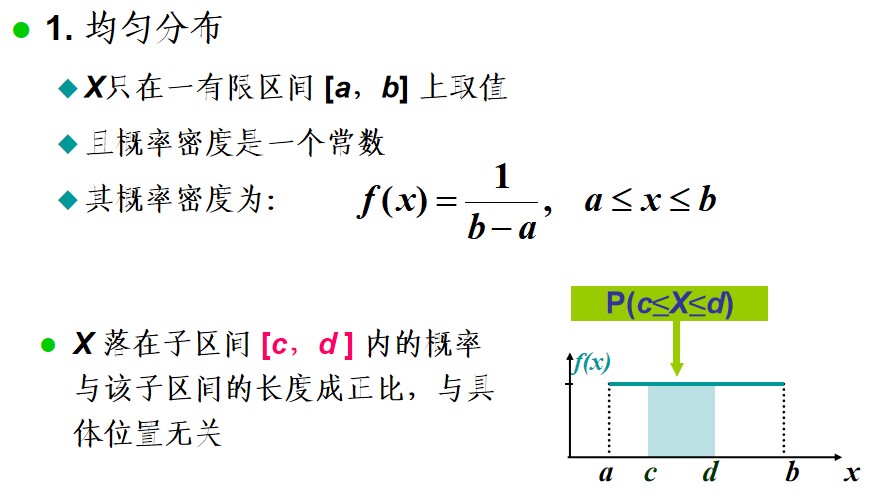 1. 均匀分布
X只在一有限区间 [a，b] 上取值
且概率密度是一个常数
其概率密度为： f(x) = 1/(b−a), a ≤ x ≤ b
X 落在子区间 [c，d ] 内的概率
与该子区间的长度成正比，与具
体位置无关
P(c≤X≤d)
f(x)
a c d b x